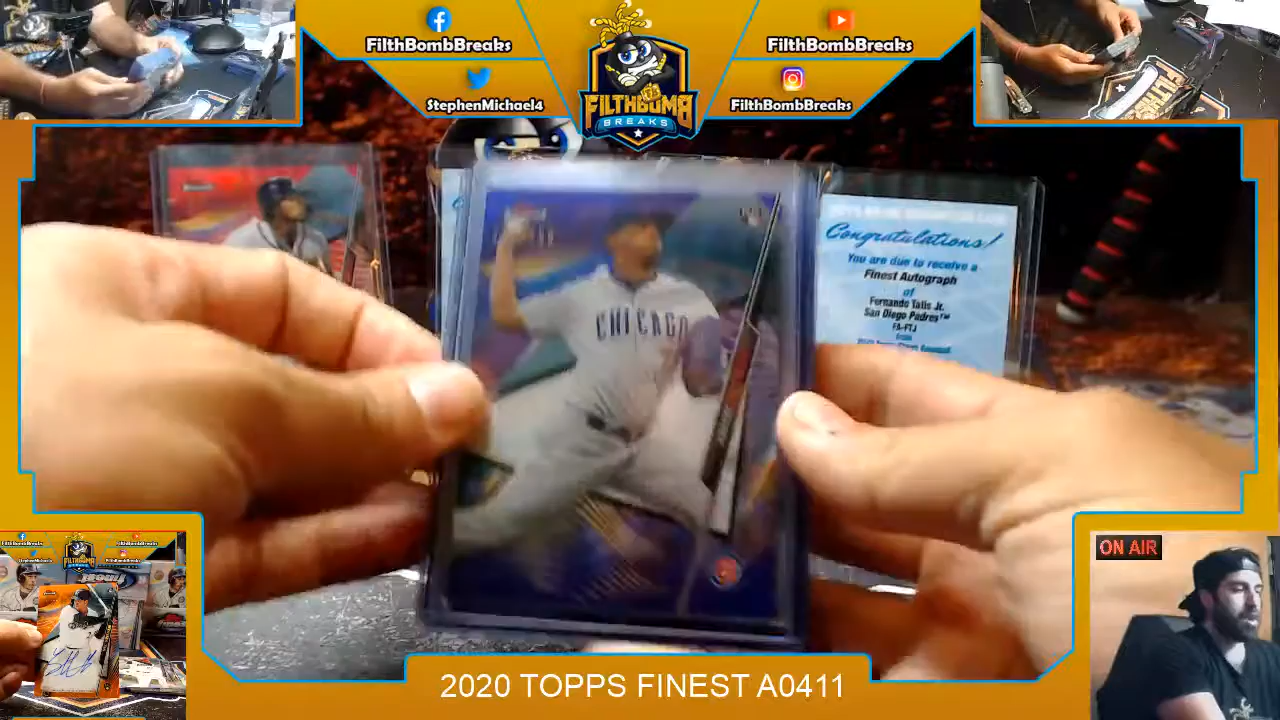 FilthBombBreaks
FilthBombBreaks
StephenMichael4
FilthBombBreaks
FILTHBOMB
BREAKS
CHICAGO
Congratulations!
You are due to receive a
Finest Autograph
of
Fernando Tatis Jr.
San Diego Padres™
FA-FTJ
from
ON AIR
2020 TOPPS FINEST A0411